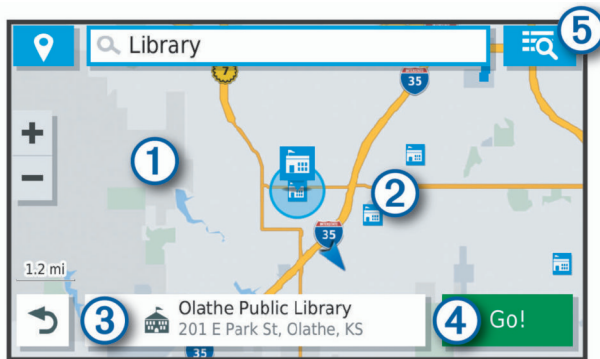 Library
5
7
35
+
1
−
2
35
1.2 mi
3
Olathe Public Library
201 E Park St, Olathe, KS
4
Go!
35